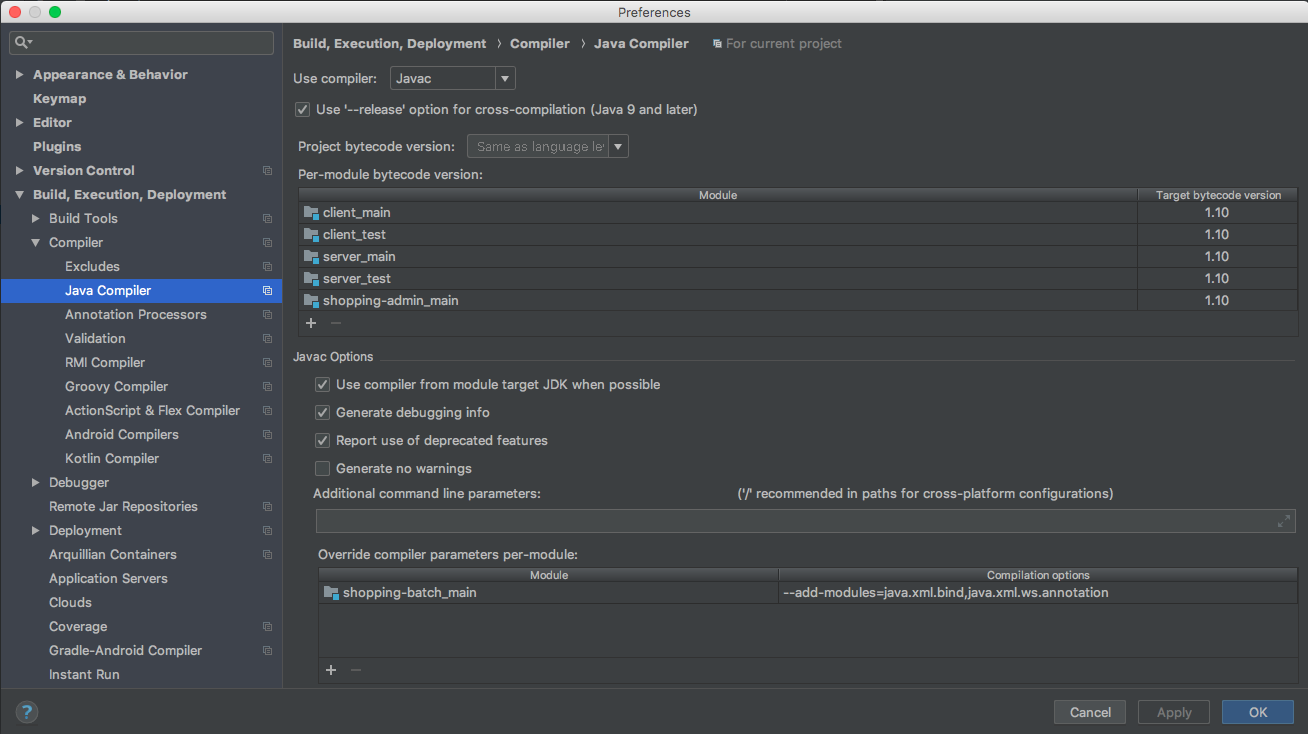 Preferences
Build, Execution, Deployment › Compiler › Java Compiler For current project
Appearance & Behavior
Keymap
Editor
Plugins
Version Control
Build, Execution, Deployment
Build Tools
Compiler
Excludes
Java Compiler
Annotation Processors
Validation
RMI Compiler
Groovy Compiler
ActionScript & Flex Compiler
Android Compilers
Kotlin Compiler
Debugger
Remote Jar Repositories
Deployment
Arquillian Containers
Application Servers
Clouds
Coverage
Gradle-Android Compiler
Instant Run
Use compiler: Javac
Use '--release' option for cross-compilation (Java 9 and later)
Project bytecode version: Same as language le
Per-module bytecode version:
Module Target bytecode version
client_main 1.10
client_test 1.10
server_main 1.10
server_test 1.10
shopping-admin_main 1.10
Javac Options
Use compiler from module target JDK when possible
Generate debugging info
Report use of deprecated features
Generate no warnings
Additional command line parameters: ('/' recommended in paths for cross-platform configurations)
Override compiler parameters per-module:
Module Compilation options
shopping-batch_main --add-modules=java.xml.bind,java.xml.ws.annotation
? Cancel Apply OK